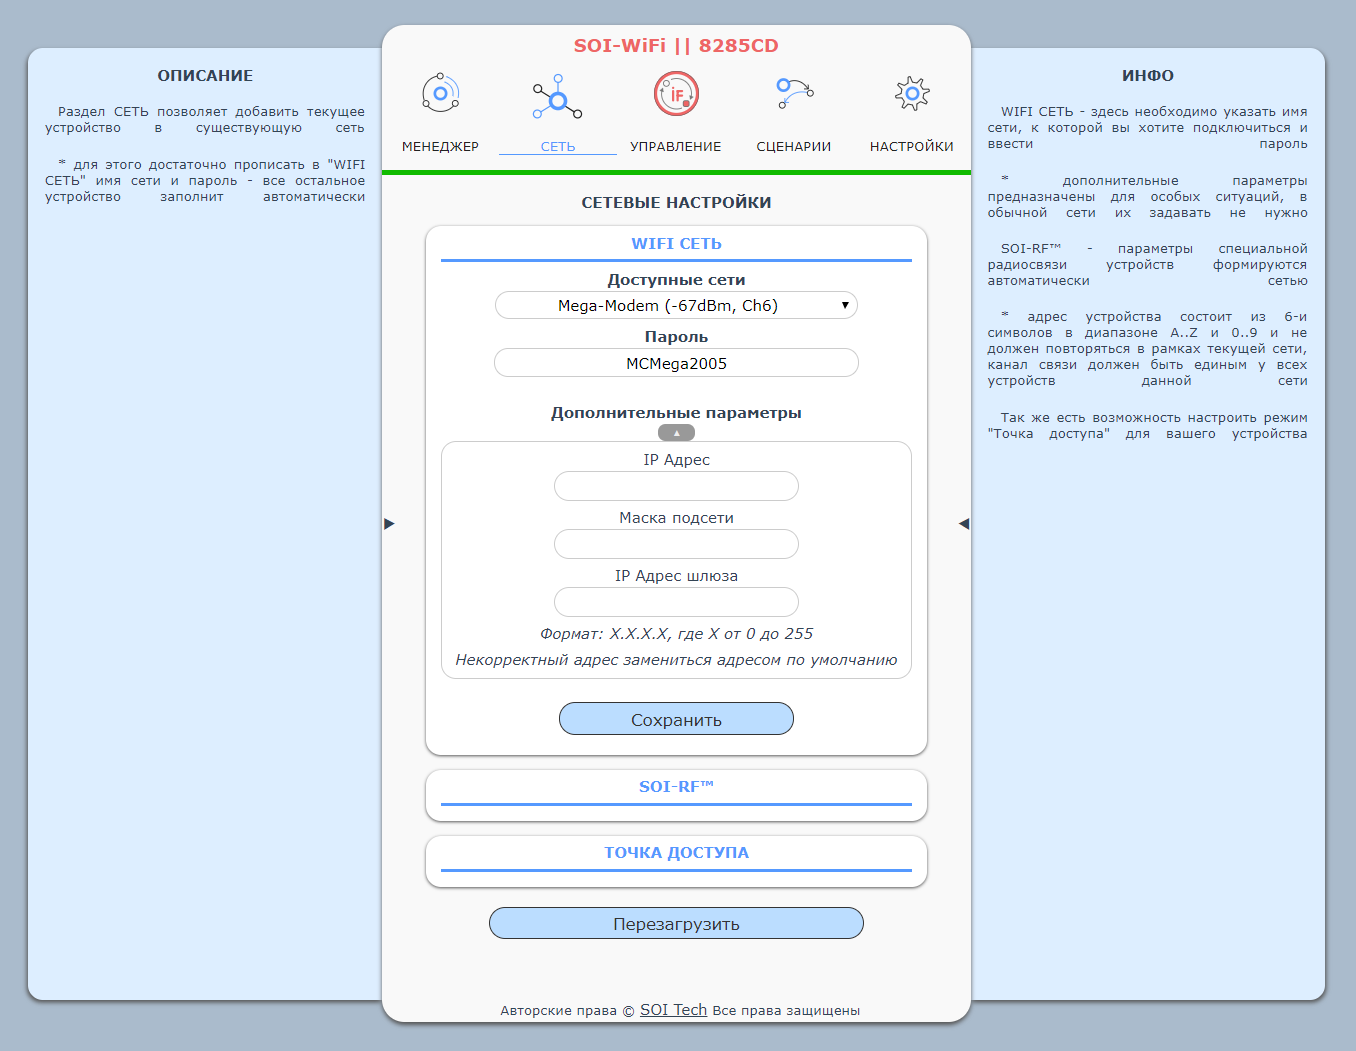 SOI-WiFi || 8285CD
МЕНЕДЖЕР
СЕТЬ
iF
УПРАВЛЕНИЕ
СЦЕНАРИИ
НАСТРОЙКИ
ОПИСАНИЕ
Раздел СЕТЬ позволяет добавить текущее
устройство в существующую сеть
* для этого достаточно прописать в "WIFI
СЕТЬ" имя сети и пароль - все остальное
устройство заполнит автоматически
СЕТЕВЫЕ НАСТРОЙКИ
WIFI СЕТЬ
Доступные сети
Mega-Modem (-67dBm, Ch6)
Пароль
MCMega2005
Дополнительные параметры
IP Адрес
Маска подсети
IP Адрес шлюза
Формат: X.X.X.X, где X от 0 до 255
Некорректный адрес замениться адресом по умолчанию
Сохранить
SOI-RF™
ТОЧКА ДОСТУПА
Перезагрузить
Авторские права © SOI Tech Все права защищены
ИНФО
WIFI СЕТЬ - здесь необходимо указать имя
сети, к которой вы хотите подключиться и
ввести пароль
* дополнительные параметры
предназначены для особых ситуаций, в
обычной сети их задавать не нужно
SOI-RF™ - параметры специальной
радиосвязи устройств формируются
автоматически сетью
* адрес устройства состоит из 6-и
символов в диапазоне A..Z и 0..9 и не
должен повторяться в рамках текущей сети,
канал связи должен быть единым у всех
устройств данной сети
Так же есть возможность настроить режим
"Точка доступа" для вашего устройства